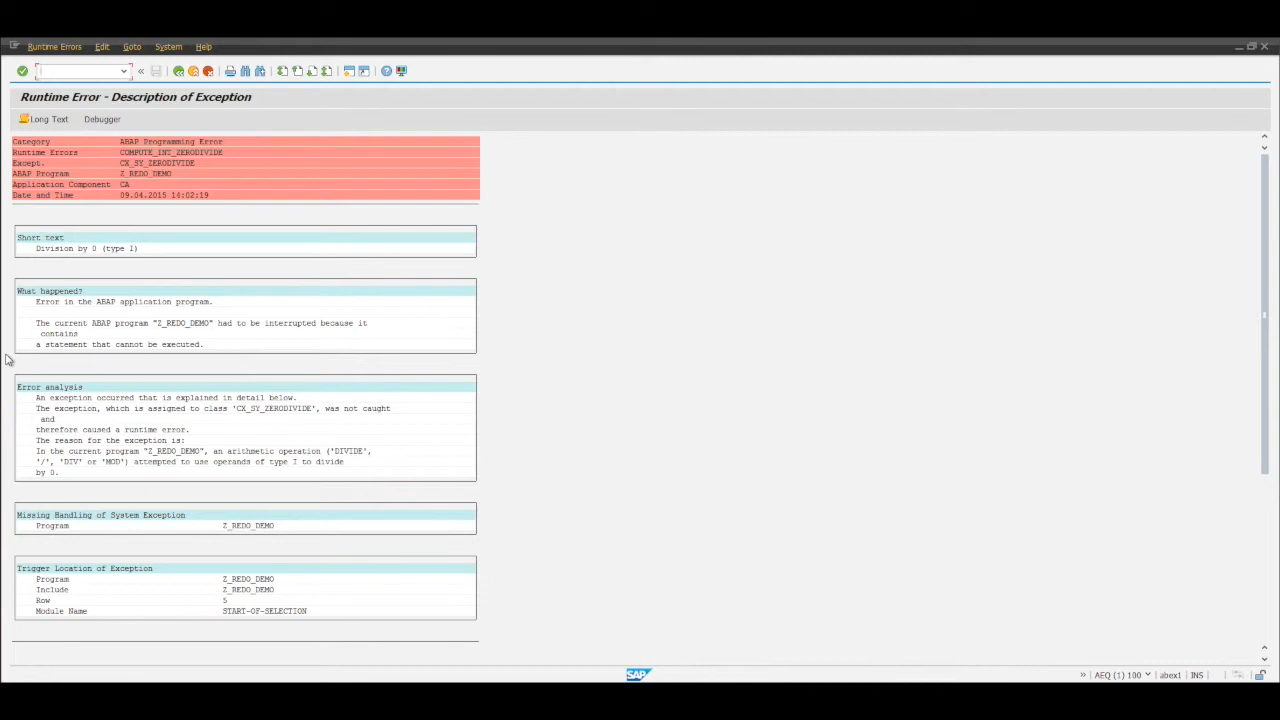 Runtime Errors Edit Goto System Help
Runtime Error - Description of Exception
Long Text Debugger
Category ABAP Programming Error
Runtime Errors COMPUTE_INT_ZERODIVIDE
Except. CX_SY_ZERODIVIDE
ABAP Program Z_REDO_DEMO
Application Component CA
Date and Time 09.04.2015 14:02:19
Short text
Division by 0 (type I)
What happened?
Error in the ABAP application program.
The current ABAP program "Z_REDO_DEMO" had to be interrupted because it
contains
a statement that cannot be executed.
Error analysis
An exception occurred that is explained in detail below.
The exception, which is assigned to class 'CX_SY_ZERODIVIDE', was not caught
and
therefore caused a runtime error.
The reason for the exception is:
In the current program "Z_REDO_DEMO", an arithmetic operation ('DIVIDE',
'/', 'DIV' or 'MOD') attempted to use operands of type I to divide
by 0.
Missing Handling of System Exception
Program Z_REDO_DEMO
Trigger Location of Exception
Program Z_REDO_DEMO
Include Z_REDO_DEMO
Row 5
Module Name START-OF-SELECTION
SAP AEQ (1) 100 abex1 INS